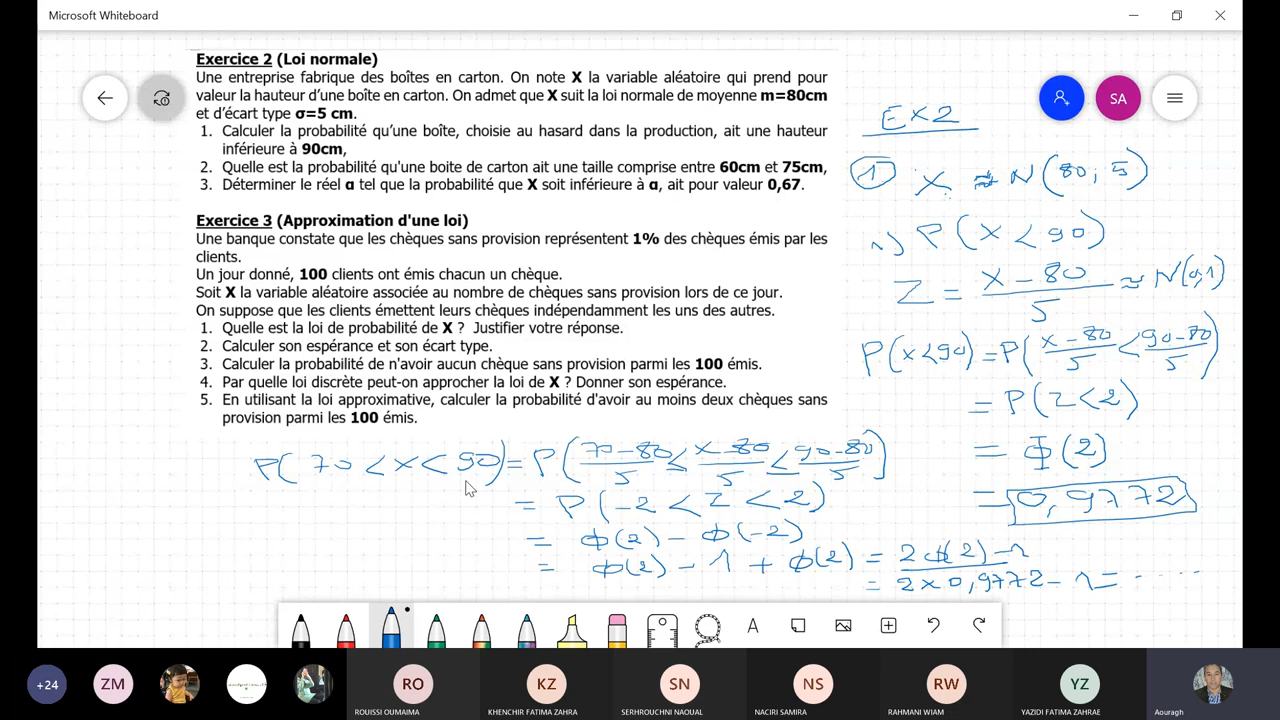 Microsoft Whiteboard
Exercice 2 (Loi normale)
Une entreprise fabrique des boîtes en carton. On note X la variable aléatoire qui prend pour
valeur la hauteur d'une boîte en carton. On admet que X suit la loi normale de moyenne m=80cm
et d'écart type σ=5 cm.
1. Calculer la probabilité qu'une boîte, choisie au hasard dans la production, ait une hauteur
inférieure à 90cm,
2. Quelle est la probabilité qu'une boite de carton ait une taille comprise entre 60cm et 75cm,
3. Déterminer le réel α tel que la probabilité que X soit inférieure à α, ait pour valeur 0,67.
Exercice 3 (Approximation d'une loi)
Une banque constate que les chèques sans provision représentent 1% des chèques émis par les
clients.
Un jour donné, 100 clients ont émis chacun un chèque.
Soit X la variable aléatoire associée au nombre de chèques sans provision lors de ce jour.
On suppose que les clients émettent leurs chèques indépendamment les uns des autres.
1. Quelle est la loi de probabilité de X ? Justifier votre réponse.
2. Calculer son espérance et son écart type.
3. Calculer la probabilité de n'avoir aucun chèque sans provision parmi les 100 émis.
4. Par quelle loi discrète peut-on approcher la loi de X ? Donner son espérance.
5. En utilisant la loi approximative, calculer la probabilité d'avoir au moins deux chèques sans
provision parmi les 100 émis.
P(70 < X < 90) = P((70-80)/5 ≤ (X-80)/5 ≤ (90-80)/5)
= P(-2 < Z < 2)
= Φ(2) - Φ(-2)
= Φ(2) - 1 + Φ(2) = 2Φ(2) - 1
= 2 × 0,9772 - 1 = .....
SA
Ex 2
1 X ≈ N(80; 5)
1) P(X < 90)
Z = (X - 80)/5 ≈ N(0,1)
P(X<90) = P((X-80)/5 < (90-80)/5)
= P(Z < 2)
= Φ(2)
= 0,9772
A
+24
ZM
RO
ROUISSI OUMAIMA
KZ
KHENCHIR FATIMA ZAHRA
SN
SERHROUCHNI NAOUAL
NS
NACIRI SAMIRA
RW
RAHMANI WIAM
YZ
YAZIDI FATIMA ZAHRAE
Aouragh